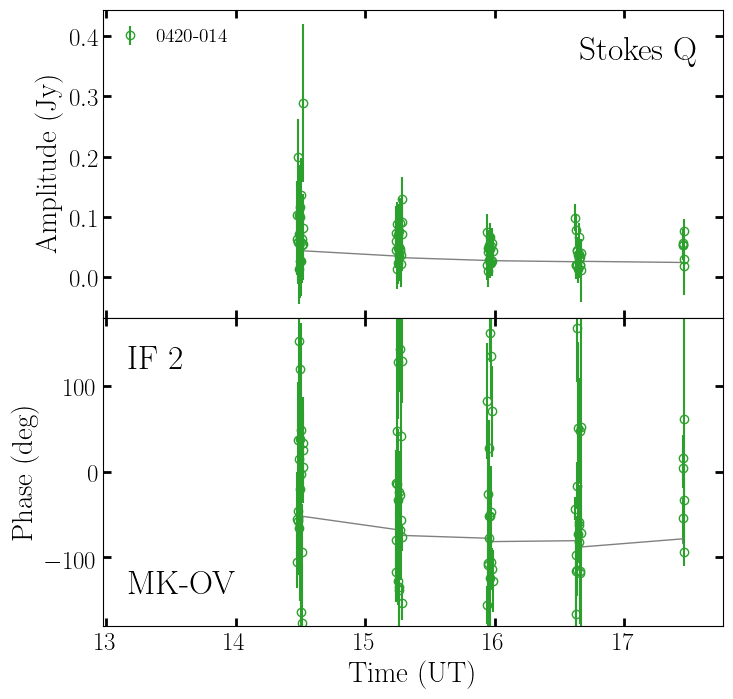 0.4
0420-014
Stokes Q
0.3
0.2
0.1
0.0
Amplitude (Jy)
IF 2
100
0
−100
Phase (deg)
MK-OV
13 14 15 16 17
Time (UT)